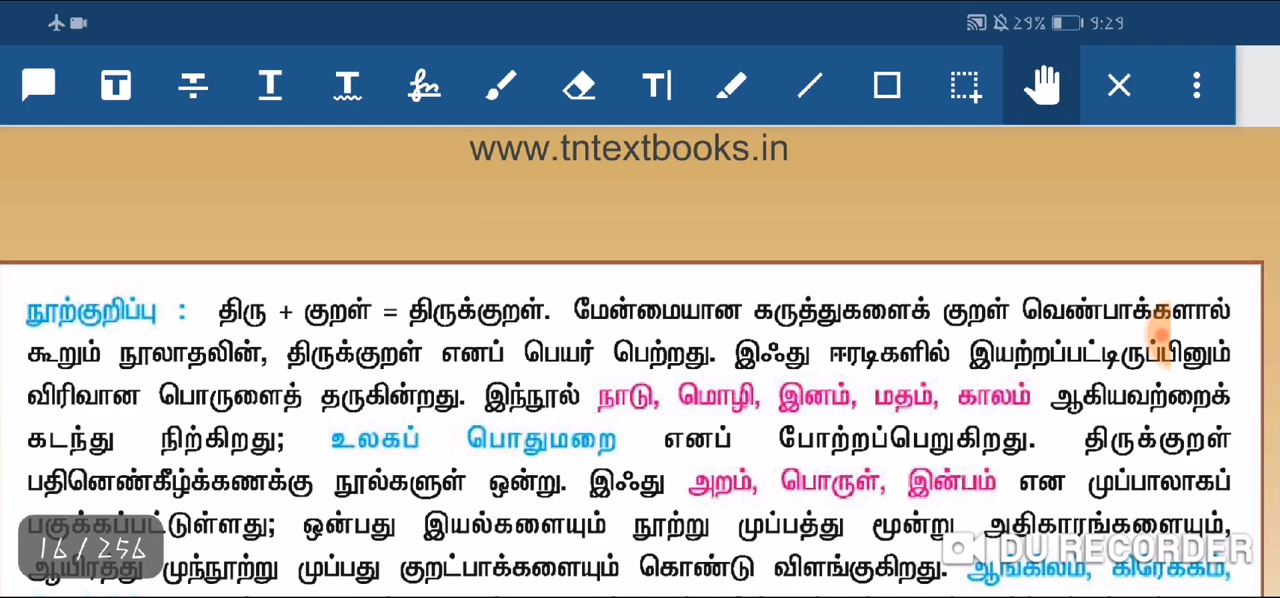 29% 9:29
www.tntextbooks.in
நூற்குறிப்பு : திரு + குறள் = திருக்குறள். மேன்மையான கருத்துகளைக் குறள் வெண்பாக்களால்
கூறும் நூலாதலின், திருக்குறள் எனப் பெயர் பெற்றது. இஃது ஈரடிகளில் இயற்றப்பட்டிருப்பினும்
விரிவான பொருளைத் தருகின்றது. இந்நூல் நாடு, மொழி, இனம், மதம், காலம் ஆகியவற்றைக்
கடந்து நிற்கிறது; உலகப் பொதுமறை எனப் போற்றப்பெறுகிறது. திருக்குறள்
பதினெண்கீழ்க்கணக்கு நூல்களுள் ஒன்று. இஃது அறம், பொருள், இன்பம் என முப்பாலாகப்
பகுக்கப்பட்டுள்ளது; ஒன்பது இயல்களையும் நூற்று முப்பத்து மூன்று அதிகாரங்களையும்,
16 / 256
DU RECORDER
ஆயிரத்து முந்நூற்று முப்பது குறட்பாக்களையும் கொண்டு விளங்குகிறது. ஆங்கிலம், கிரேக்கம்,